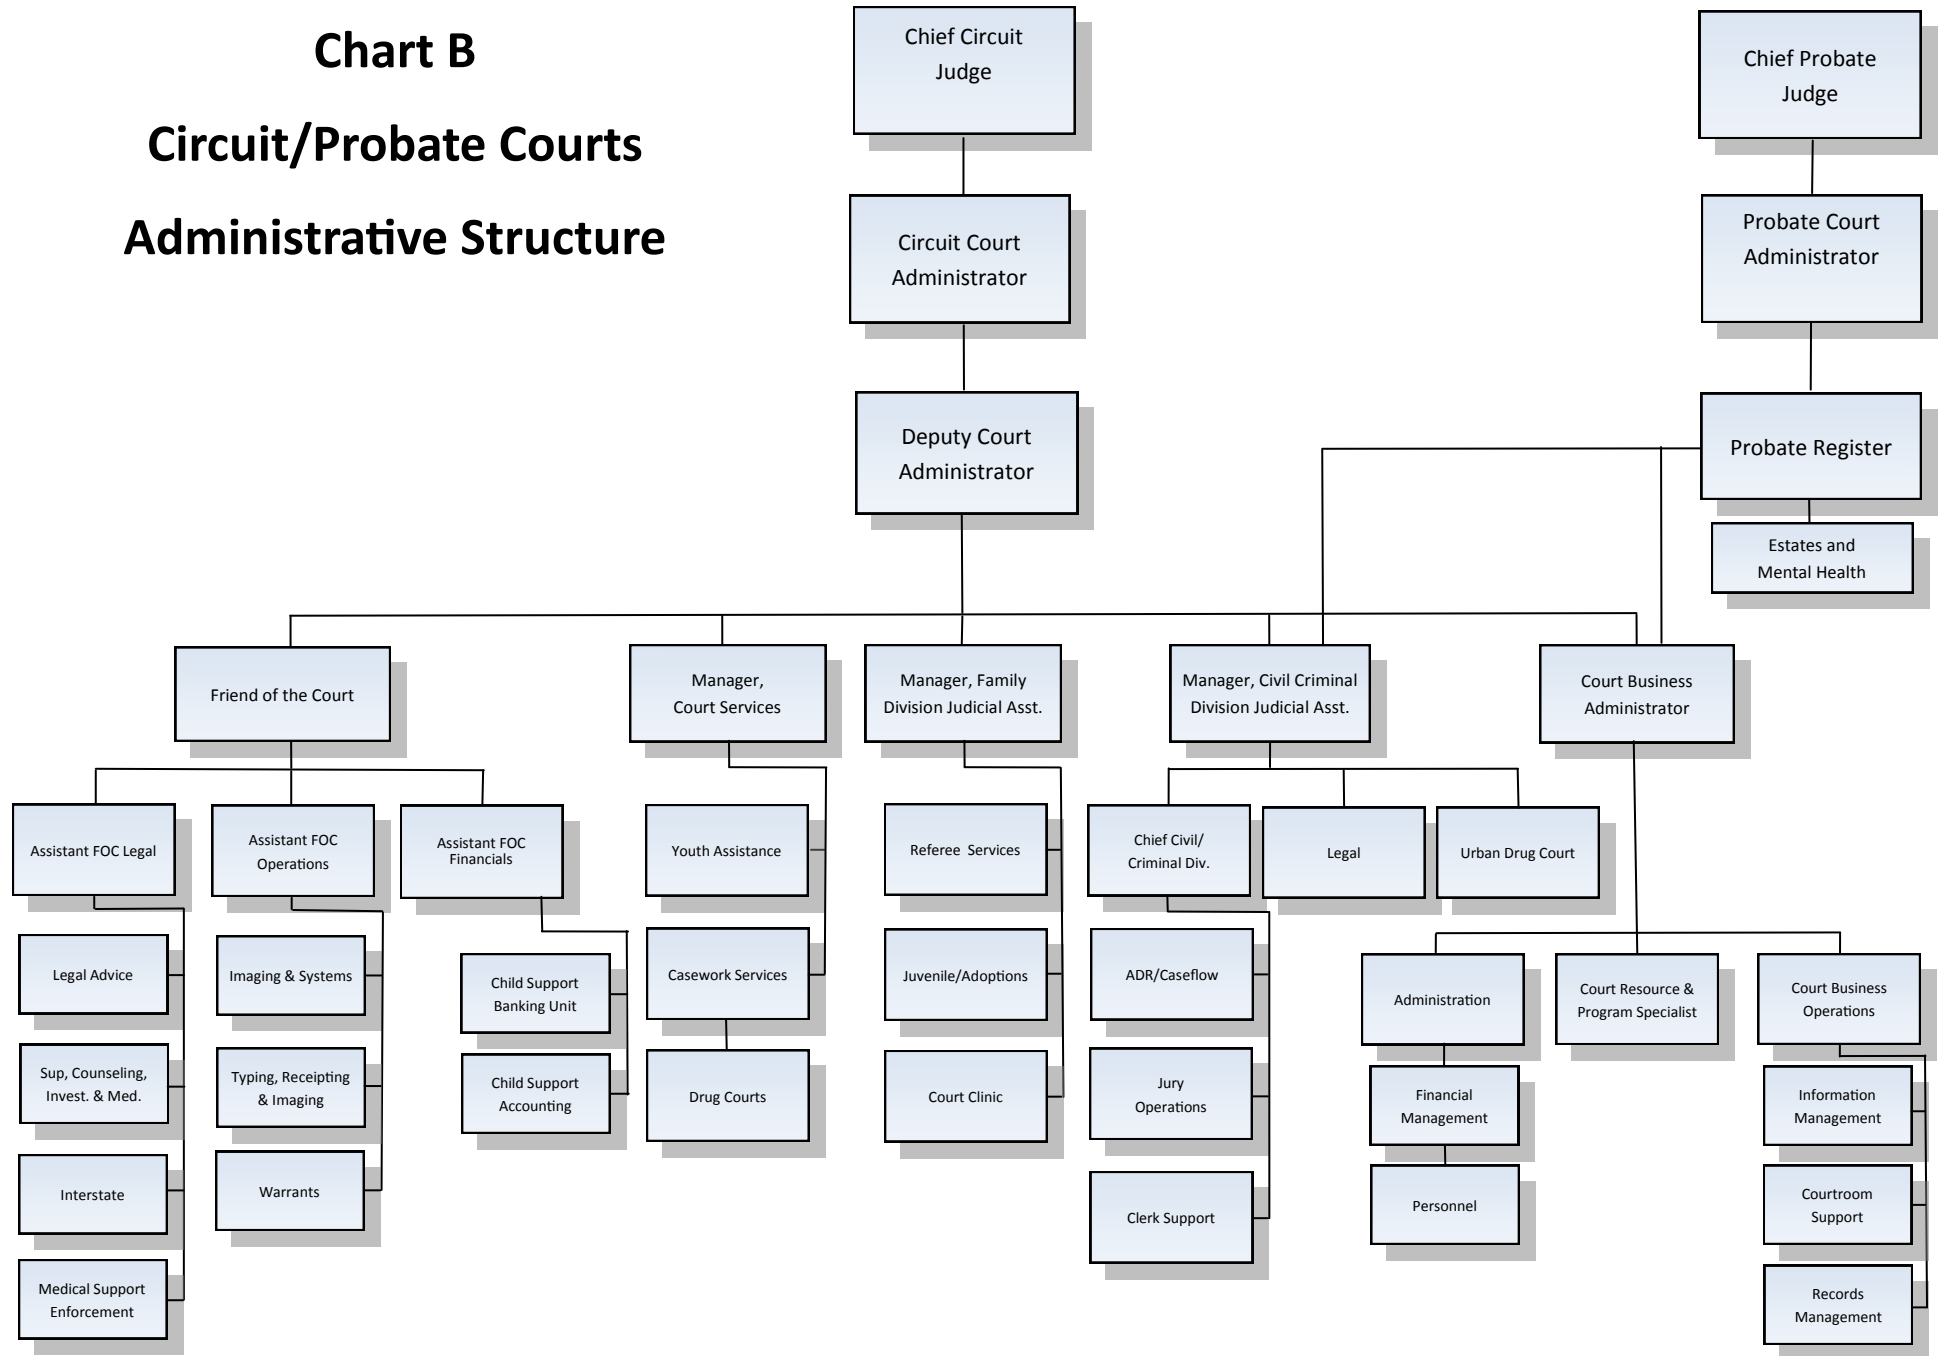 Chart B
Circuit/Probate Courts
Administrative Structure
Chief Circuit
Judge
Chief Probate
Judge
Circuit Court
Administrator
Probate Court
Administrator
Deputy Court
Administrator
Probate Register
Estates and
Mental Health
Friend of the Court
Manager,
Court Services
Manager, Family
Division Judicial Asst.
Manager, Civil Criminal
Division Judicial Asst.
Court Business
Administrator
Assistant FOC Legal
Assistant FOC
Operations
Assistant FOC
Financials
Youth Assistance
Referee  Services
Chief Civil/
Criminal Div.
Legal
Urban Drug Court
Legal Advice
Imaging & Systems
Child Support
Banking Unit
Casework Services
Juvenile/Adoptions
ADR/Caseflow
Administration
Court Resource &
Program Specialist
Court Business
Operations
Sup, Counseling,
Invest. & Med.
Typing, Receipting
& Imaging
Child Support
Accounting
Drug Courts
Court Clinic
Jury
Operations
Financial
Management
Information
Management
Interstate
Warrants
Clerk Support
Personnel
Courtroom
Support
Medical Support
Enforcement
Records
Management